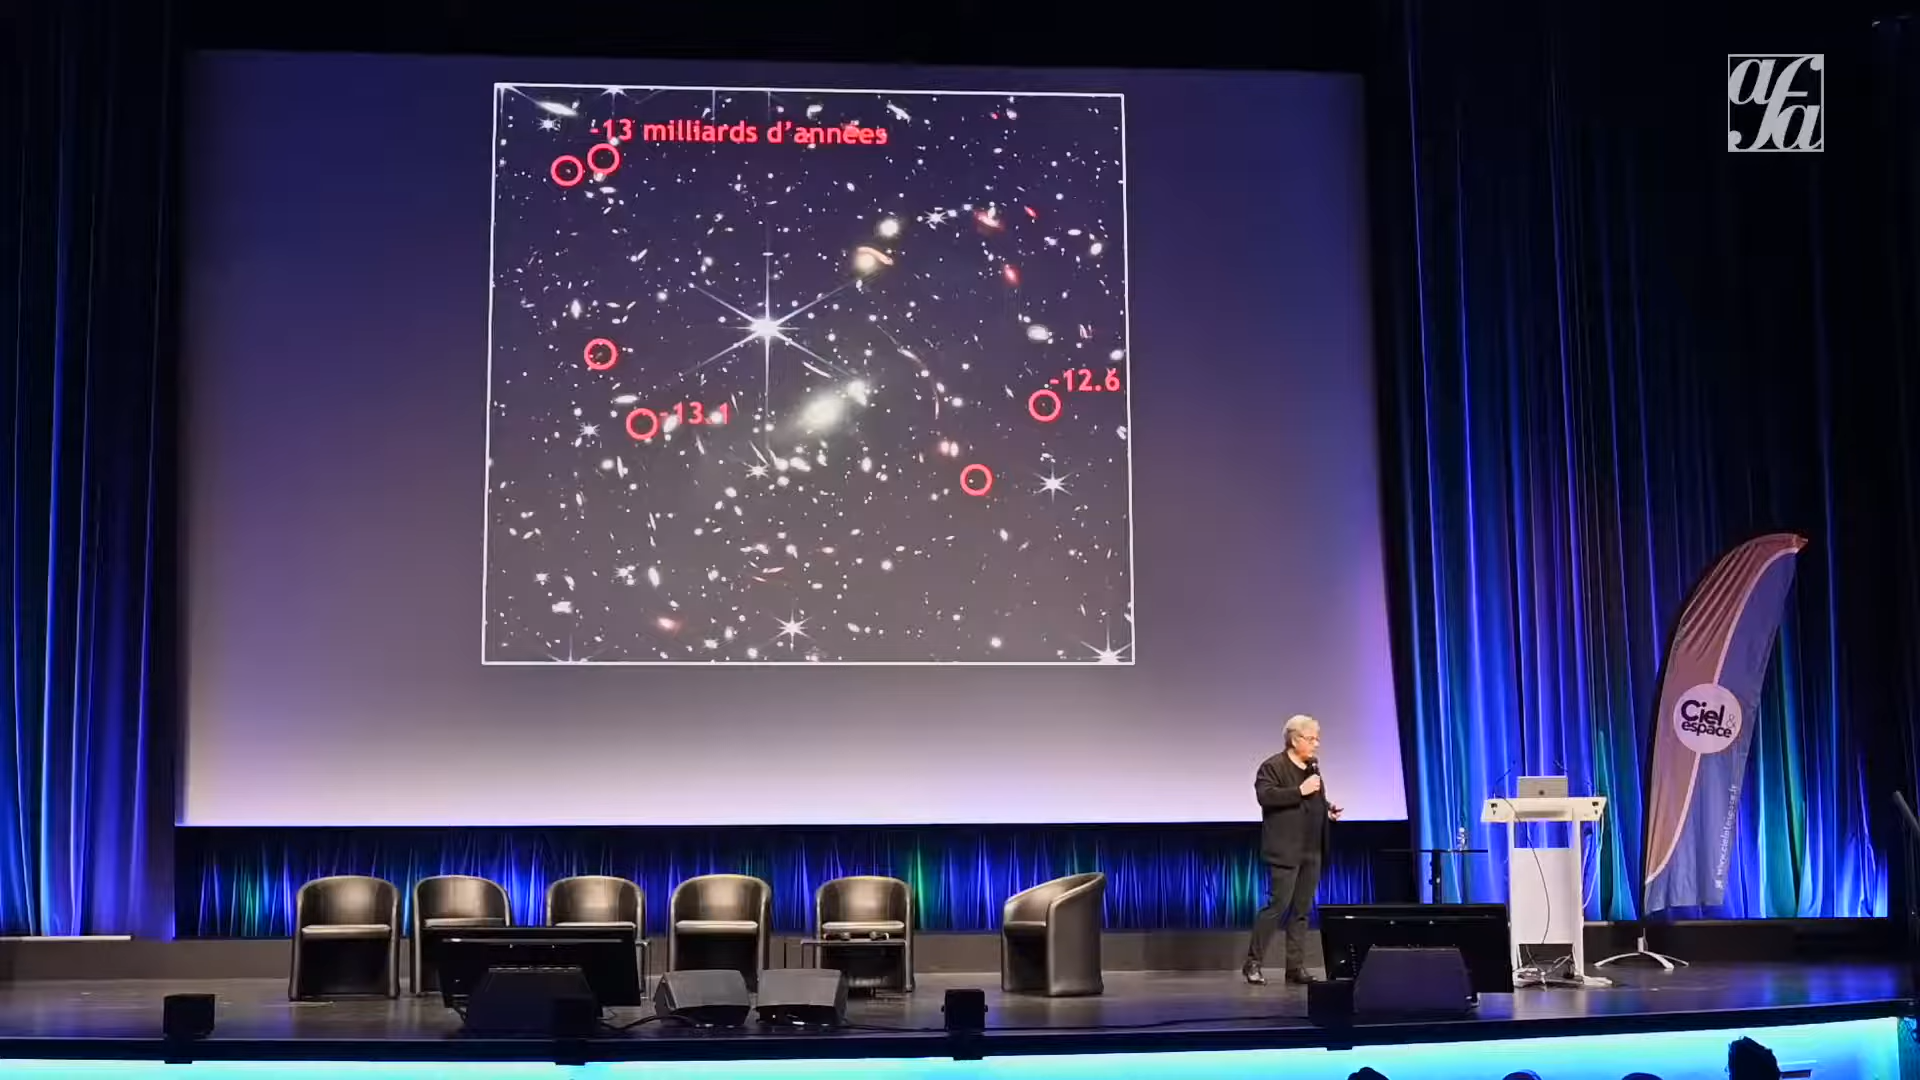 afa
-13 milliards d'années
-12.6
-13.1
Ciel &
espace